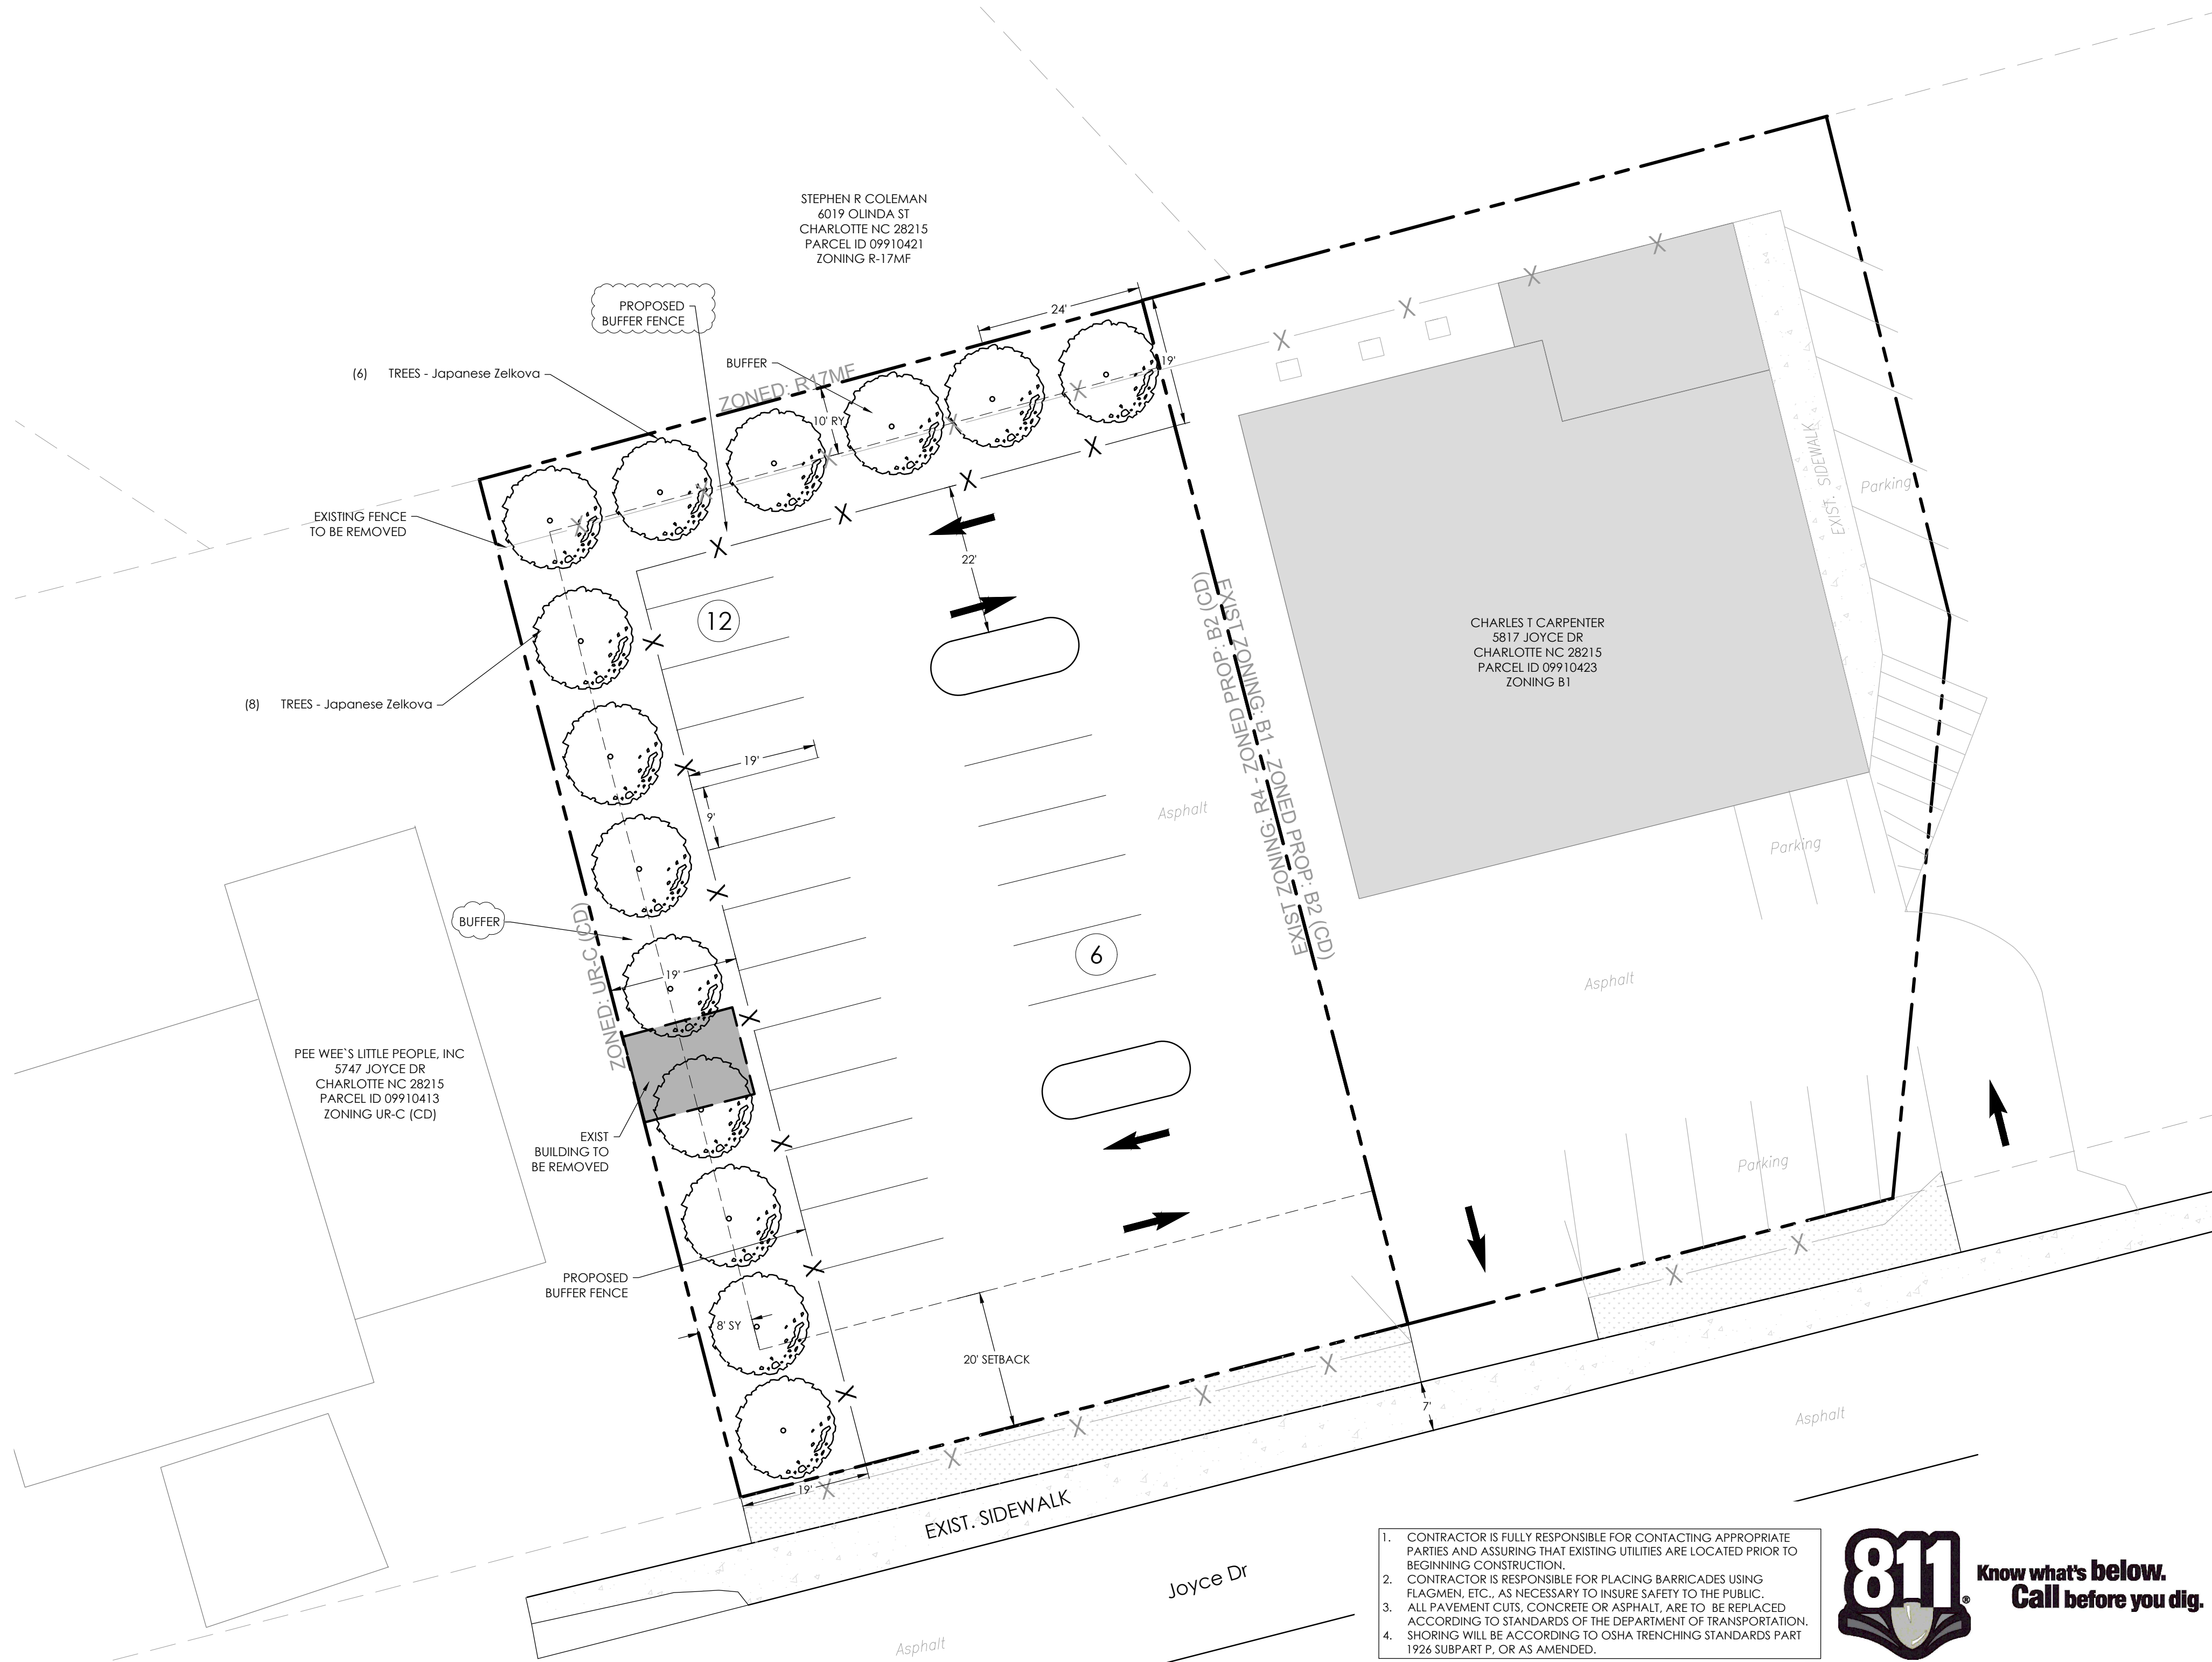 STEPHEN R COLEMAN
6019 OLINDA ST
CHARLOTTE NC 28215
PARCEL ID 09910421
ZONING R-17MF
PROPOSED
BUFFER FENCE
24'
BUFFER
19'
(6) TREES - Japanese Zelkova
ZONED: R17MF
10' RY
EXISTING FENCE
TO BE REMOVED
22'
12
EXIST. SIDEWALK
Parking
(8) TREES - Japanese Zelkova
CHARLES T CARPENTER
5817 JOYCE DR
CHARLOTTE NC 28215
PARCEL ID 09910423
ZONING B1
EXIST ZONING: R4 - ZONED PROP: B2 (CD)
EXIST ZONING: B1 - ZONED PROP: B2 (CD)
19'
9'
Asphalt
Parking
BUFFER
ZONED: UR-C (CD)
19'
6
Asphalt
PEE WEE`S LITTLE PEOPLE, INC
5747 JOYCE DR
CHARLOTTE NC 28215
PARCEL ID 09910413
ZONING UR-C (CD)
EXIST
BUILDING TO
BE REMOVED
Parking
PROPOSED
BUFFER FENCE
8' SY
20' SETBACK
7'
Asphalt
19'
EXIST. SIDEWALK
Joyce Dr
Asphalt
1. CONTRACTOR IS FULLY RESPONSIBLE FOR CONTACTING APPROPRIATE
PARTIES AND ASSURING THAT EXISTING UTILITIES ARE LOCATED PRIOR TO
BEGINNING CONSTRUCTION.
2. CONTRACTOR IS RESPONSIBLE FOR PLACING BARRICADES USING
FLAGMEN, ETC., AS NECESSARY TO INSURE SAFETY TO THE PUBLIC.
3. ALL PAVEMENT CUTS, CONCRETE OR ASPHALT, ARE TO BE REPLACED
ACCORDING TO STANDARDS OF THE DEPARTMENT OF TRANSPORTATION.
4. SHORING WILL BE ACCORDING TO OSHA TRENCHING STANDARDS PART
1926 SUBPART P, OR AS AMENDED.
811®
Know what's below.
Call before you dig.